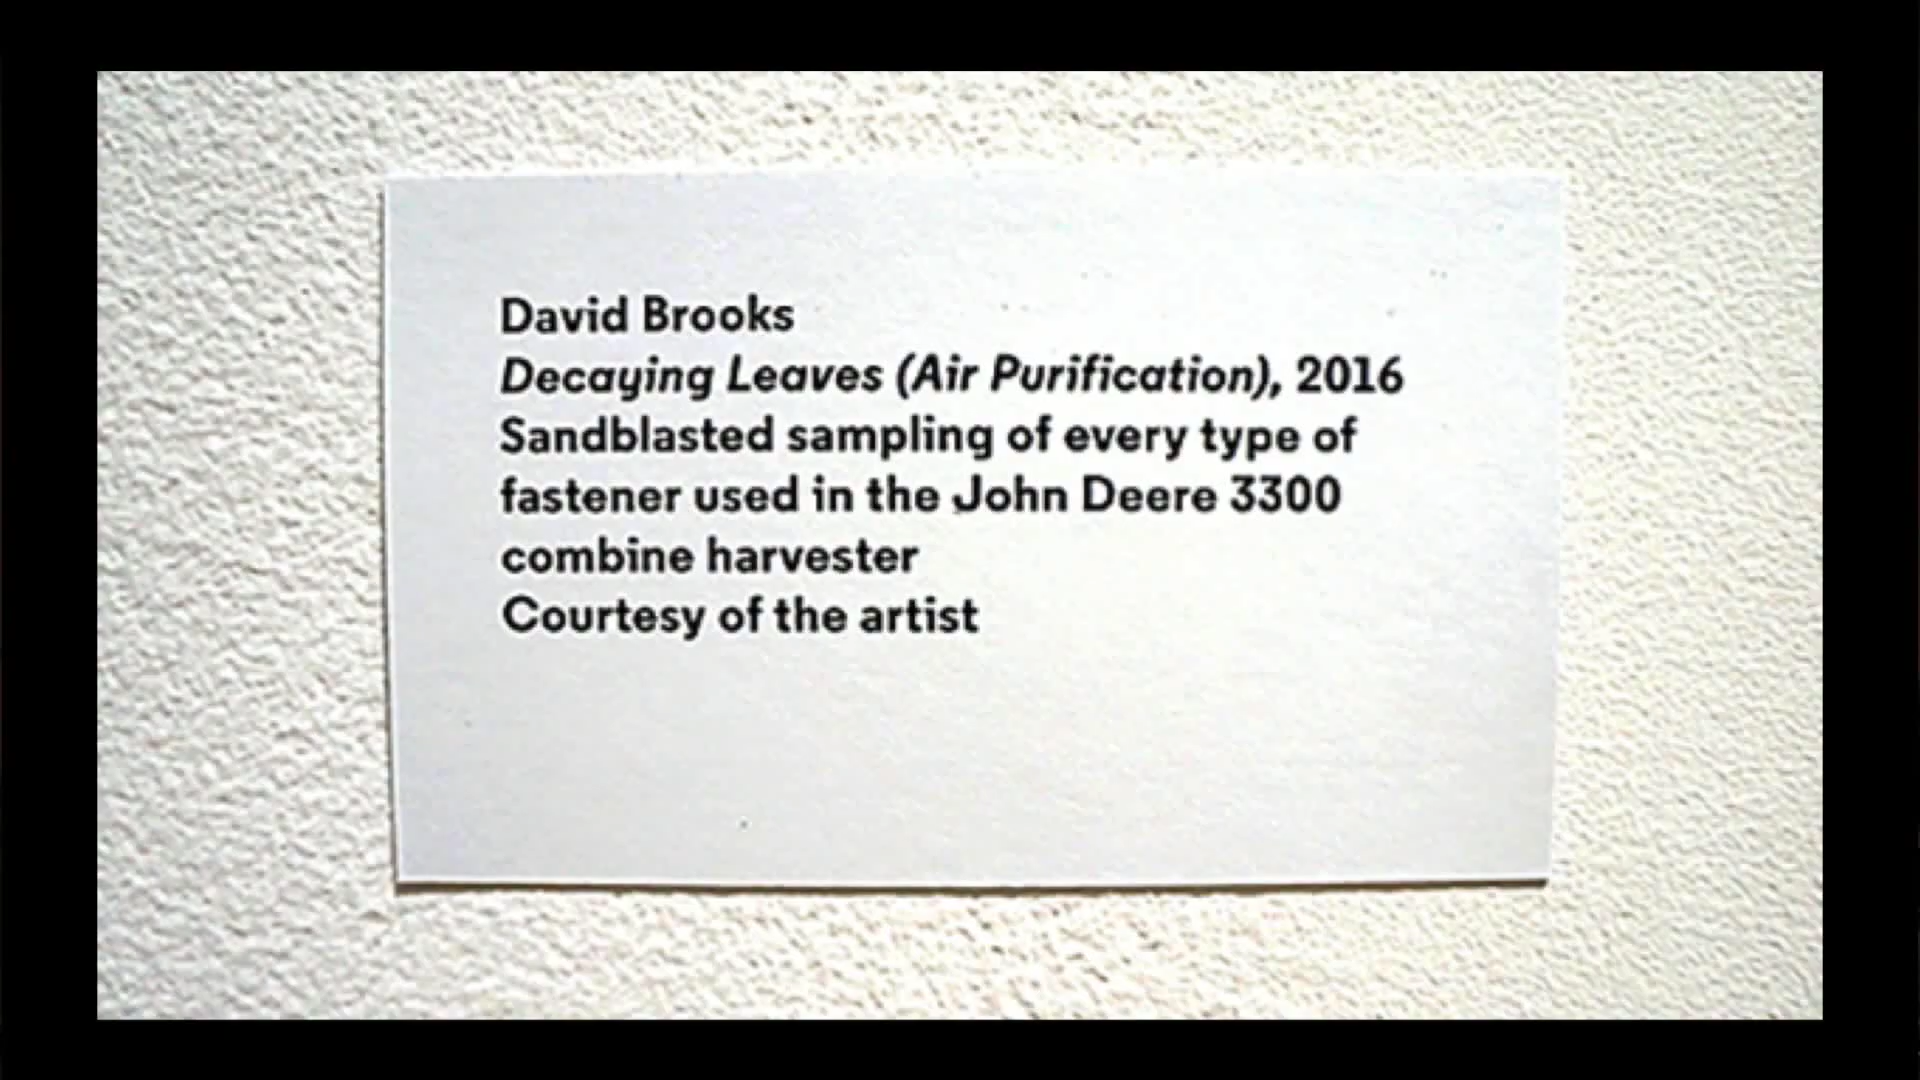 David Brooks
Decaying Leaves (Air Purification), 2016
Sandblasted sampling of every type of
fastener used in the John Deere 3300
combine harvester
Courtesy of the artist